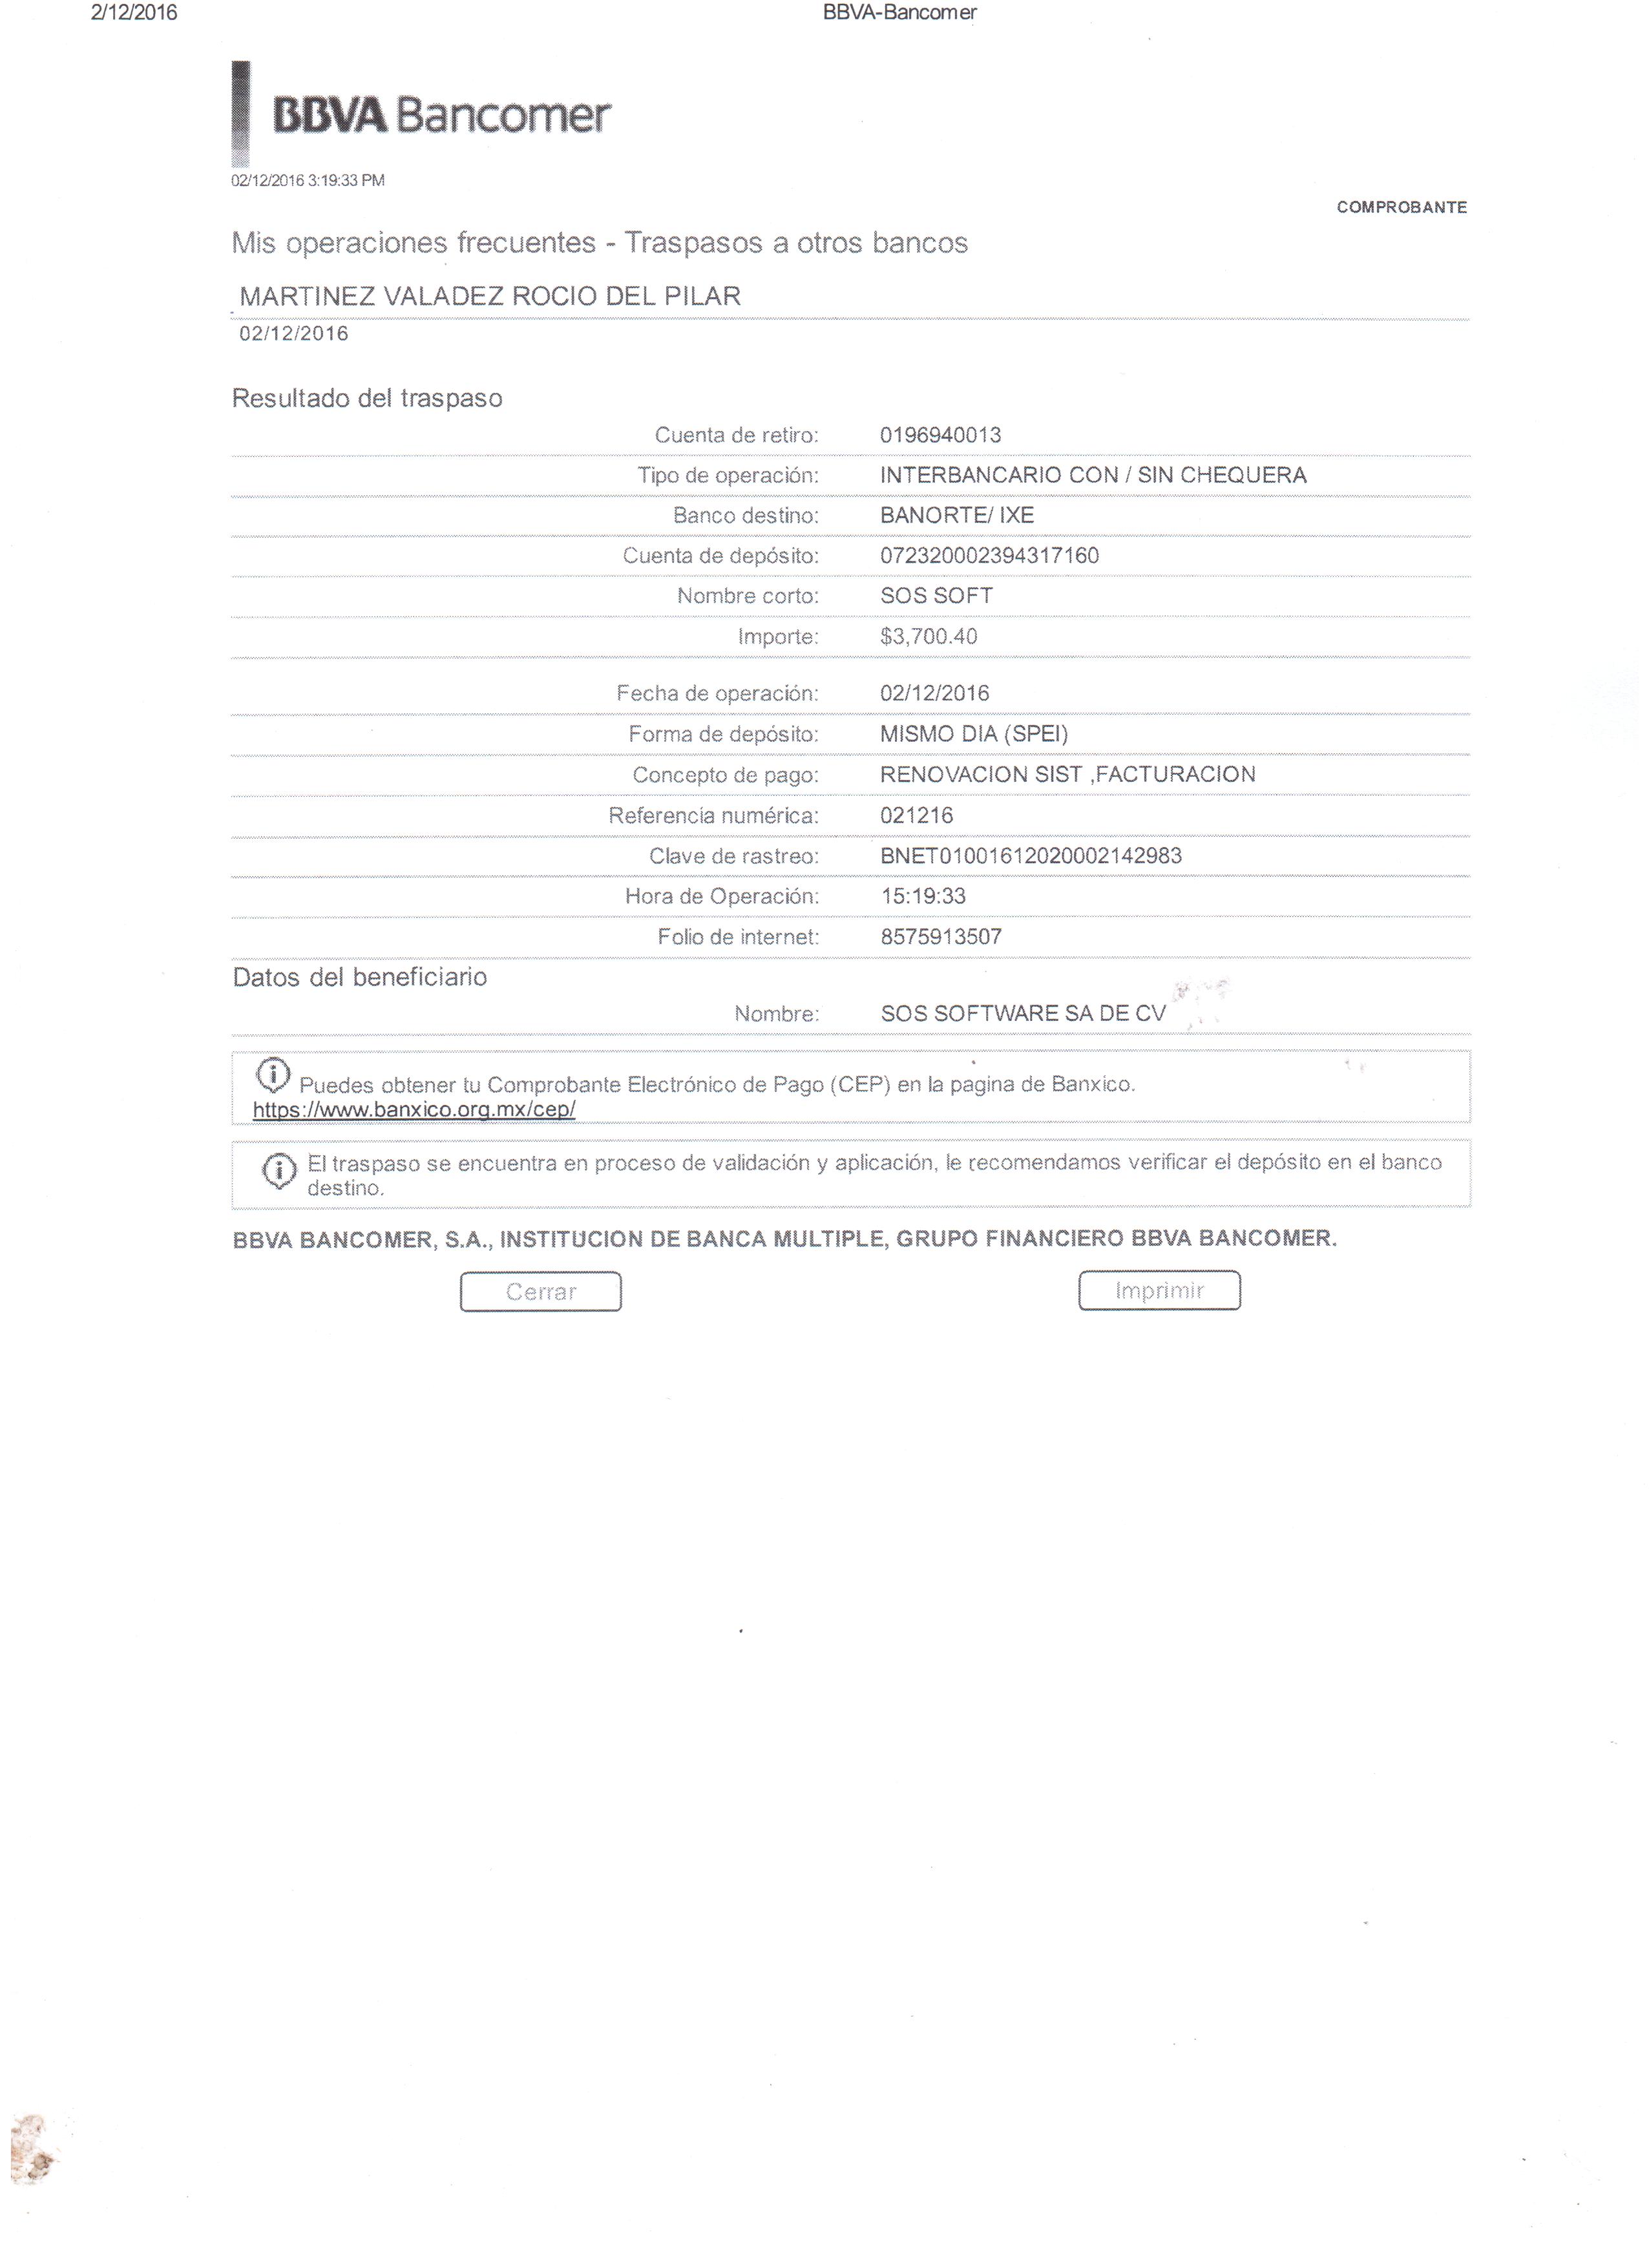 2/12/2016 BBVA-Bancomer
BBVA Bancomer
02/12/2016 3:19:33 PM
COMPROBANTE
Mis operaciones frecuentes - Traspasos a otros bancos
MARTINEZ VALADEZ ROCIO DEL PILAR
02/12/2016
Resultado del traspaso
Cuenta de retiro: 0196940013
Tipo de operación: INTERBANCARIO CON / SIN CHEQUERA
Banco destino: BANORTE/ IXE
Cuenta de depósito: 072320002394317160
Nombre corto: SOS SOFT
Importe: $3,700.40
Fecha de operación: 02/12/2016
Forma de depósito: MISMO DIA (SPEI)
Concepto de pago: RENOVACION SIST ,FACTURACION
Referencia numérica: 021216
Clave de rastreo: BNET01001612020002142983
Hora de Operación: 15:19:33
Folio de internet: 8575913507
Datos del beneficiario
Nombre: SOS SOFTWARE SA DE CV
Puedes obtener tu Comprobante Electrónico de Pago (CEP) en la pagina de Banxico.
https://www.banxico.org.mx/cep/
El traspaso se encuentra en proceso de validación y aplicación, le recomendamos verificar el depósito en el banco
destino.
BBVA BANCOMER, S.A., INSTITUCION DE BANCA MULTIPLE, GRUPO FINANCIERO BBVA BANCOMER.
Cerrar Imprimir